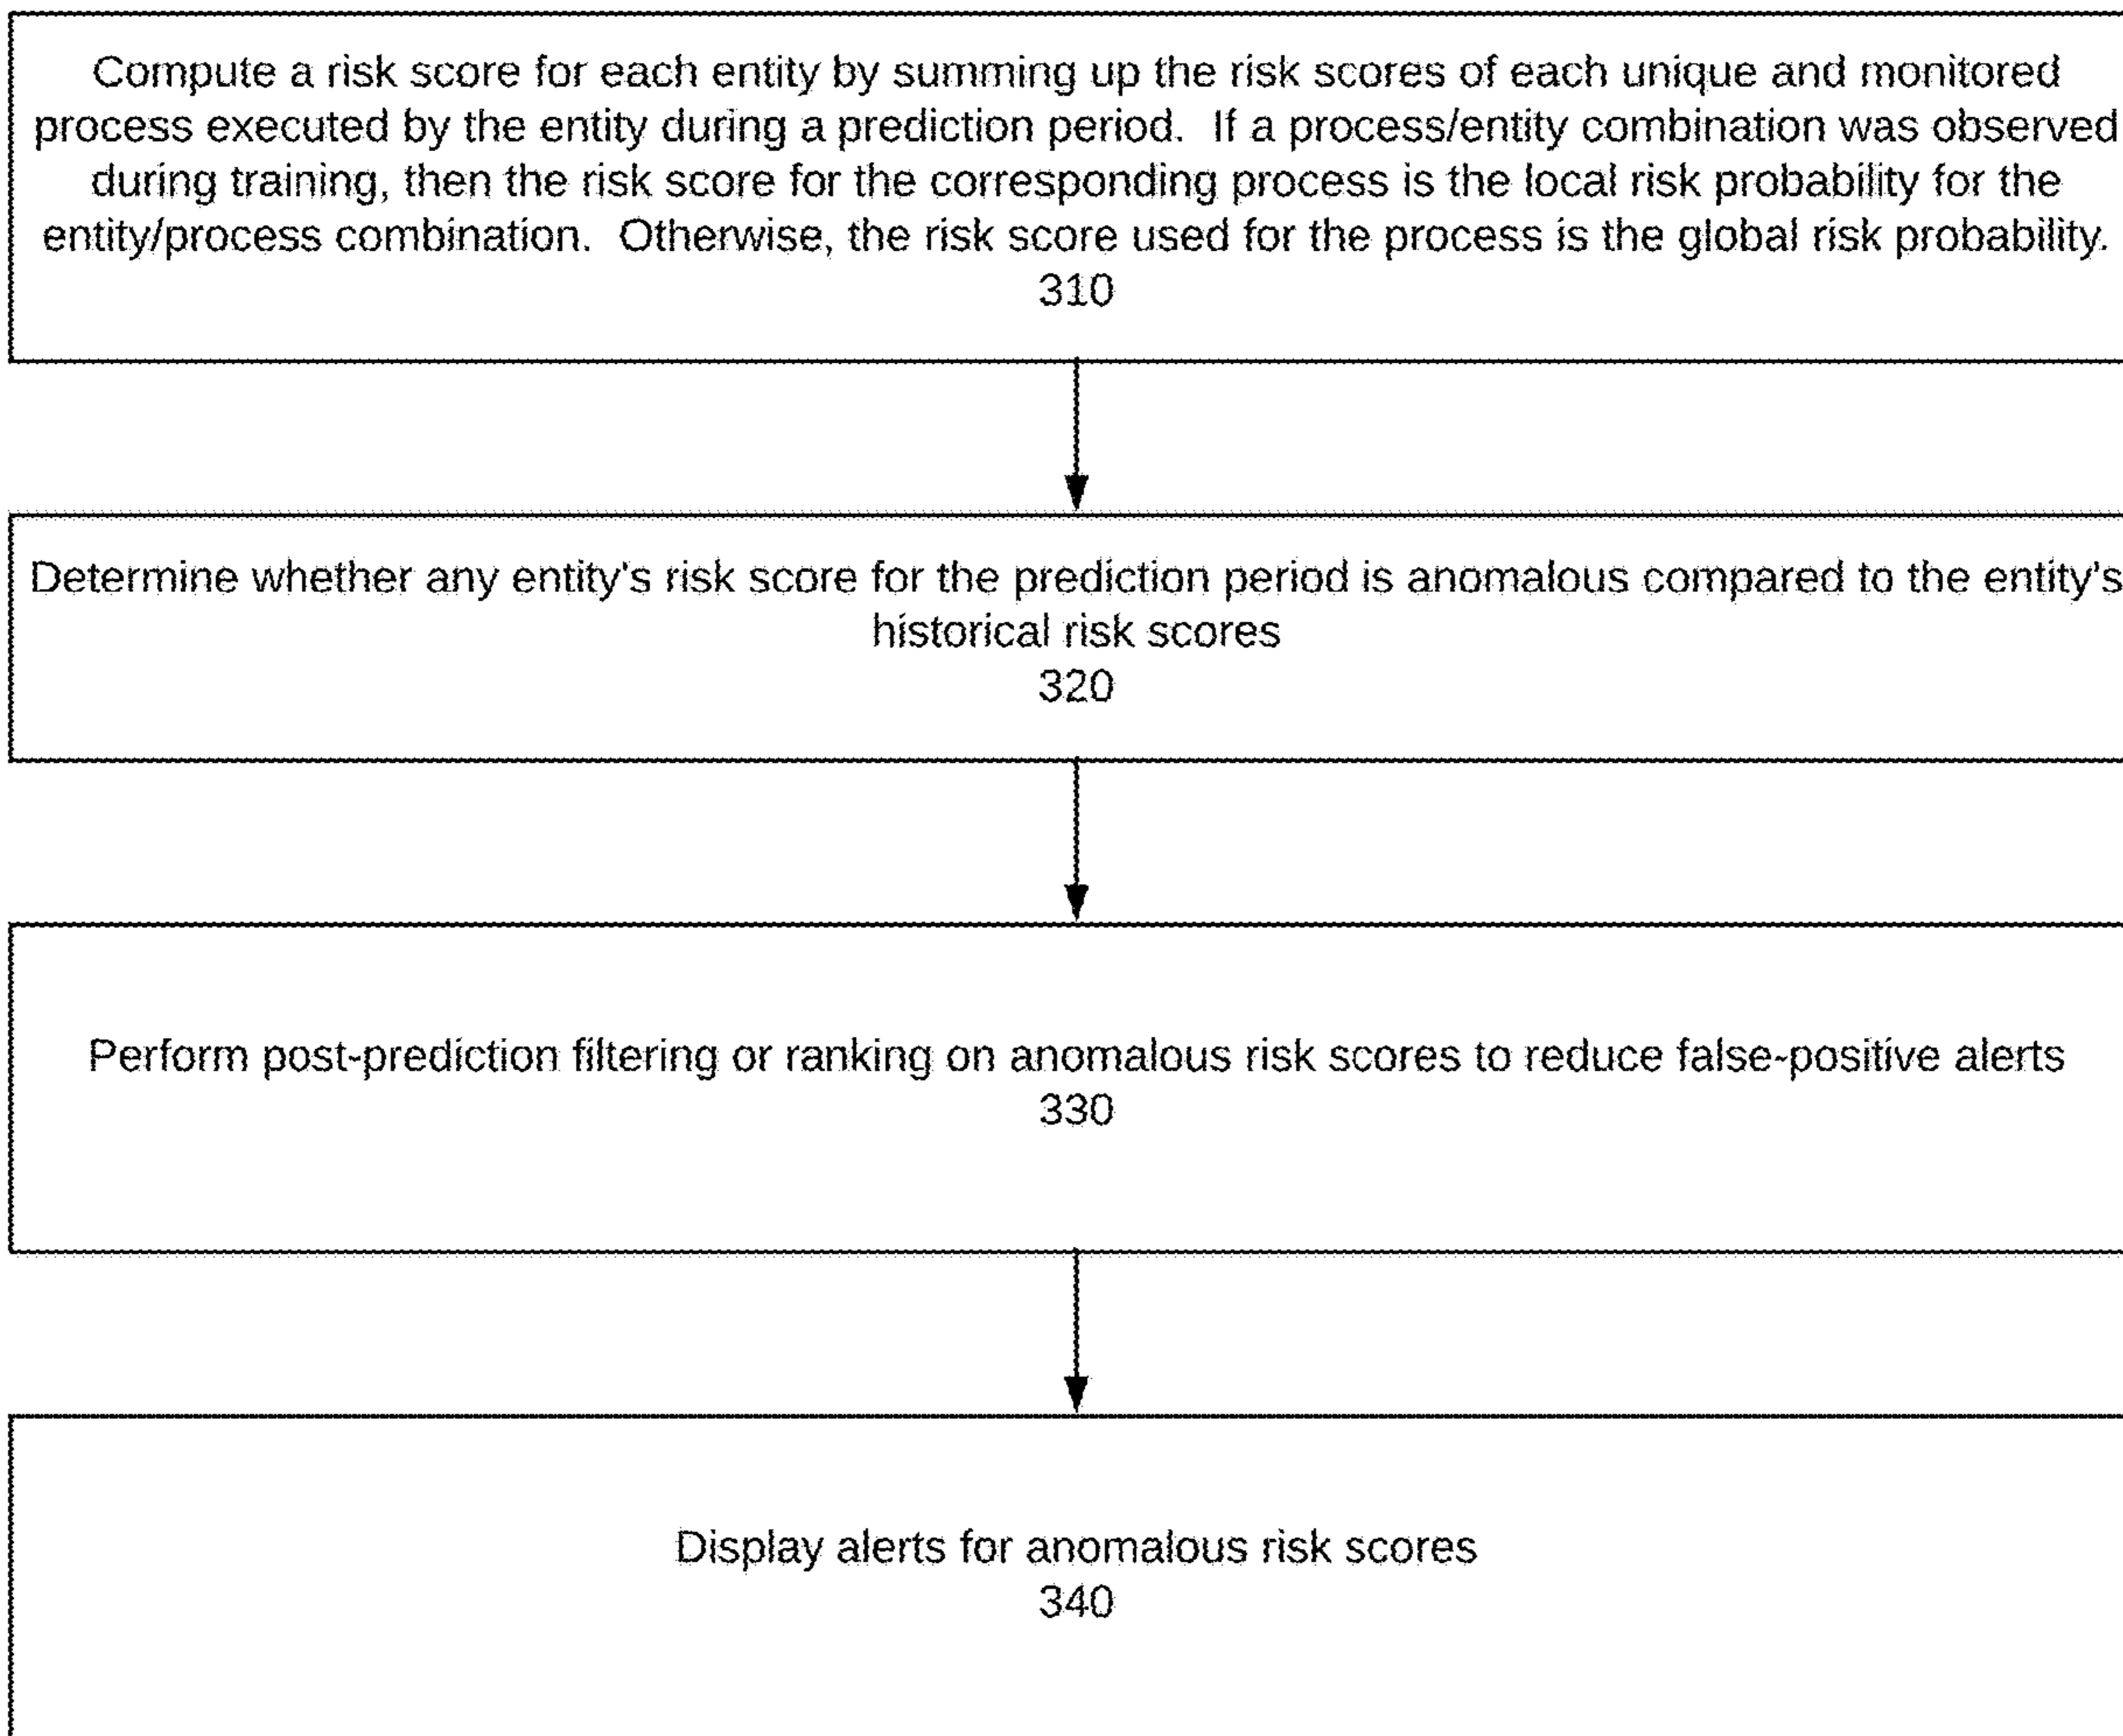 Compute a risk score for each entity by summing up the risk scores of each unique and monitored
process executed by the entity during a prediction period.  If a process/entity combination was observed
during training, then the risk score for the corresponding process is the local risk probability for the
entity/process combination.  Otherwise, the risk score used for the process is the global risk probability.
310
Determine whether any entity's risk score for the prediction period is anomalous compared to the entity's
historical risk scores
320
Perform post-prediction filtering or ranking on anomalous risk scores to reduce false-positive alerts
330
Display alerts for anomalous risk scores
340